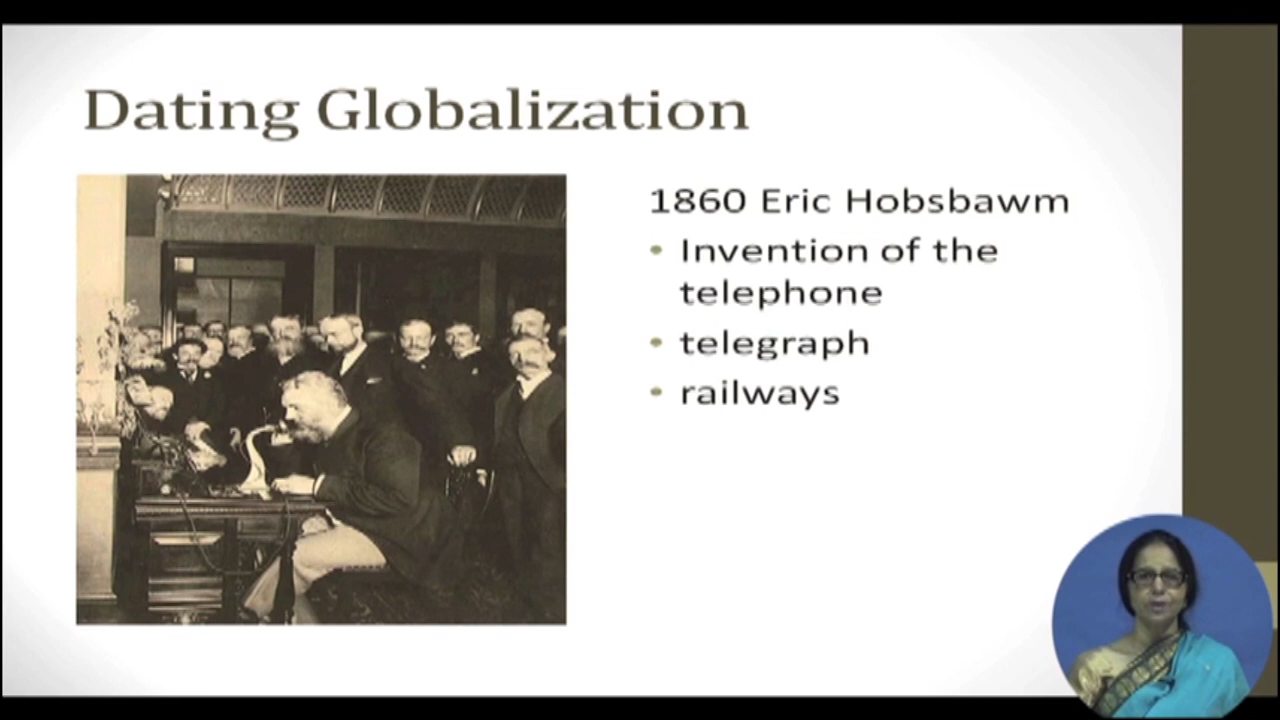 Dating Globalization
1860 Eric Hobsbawm
• Invention of the
telephone
• telegraph
• railways